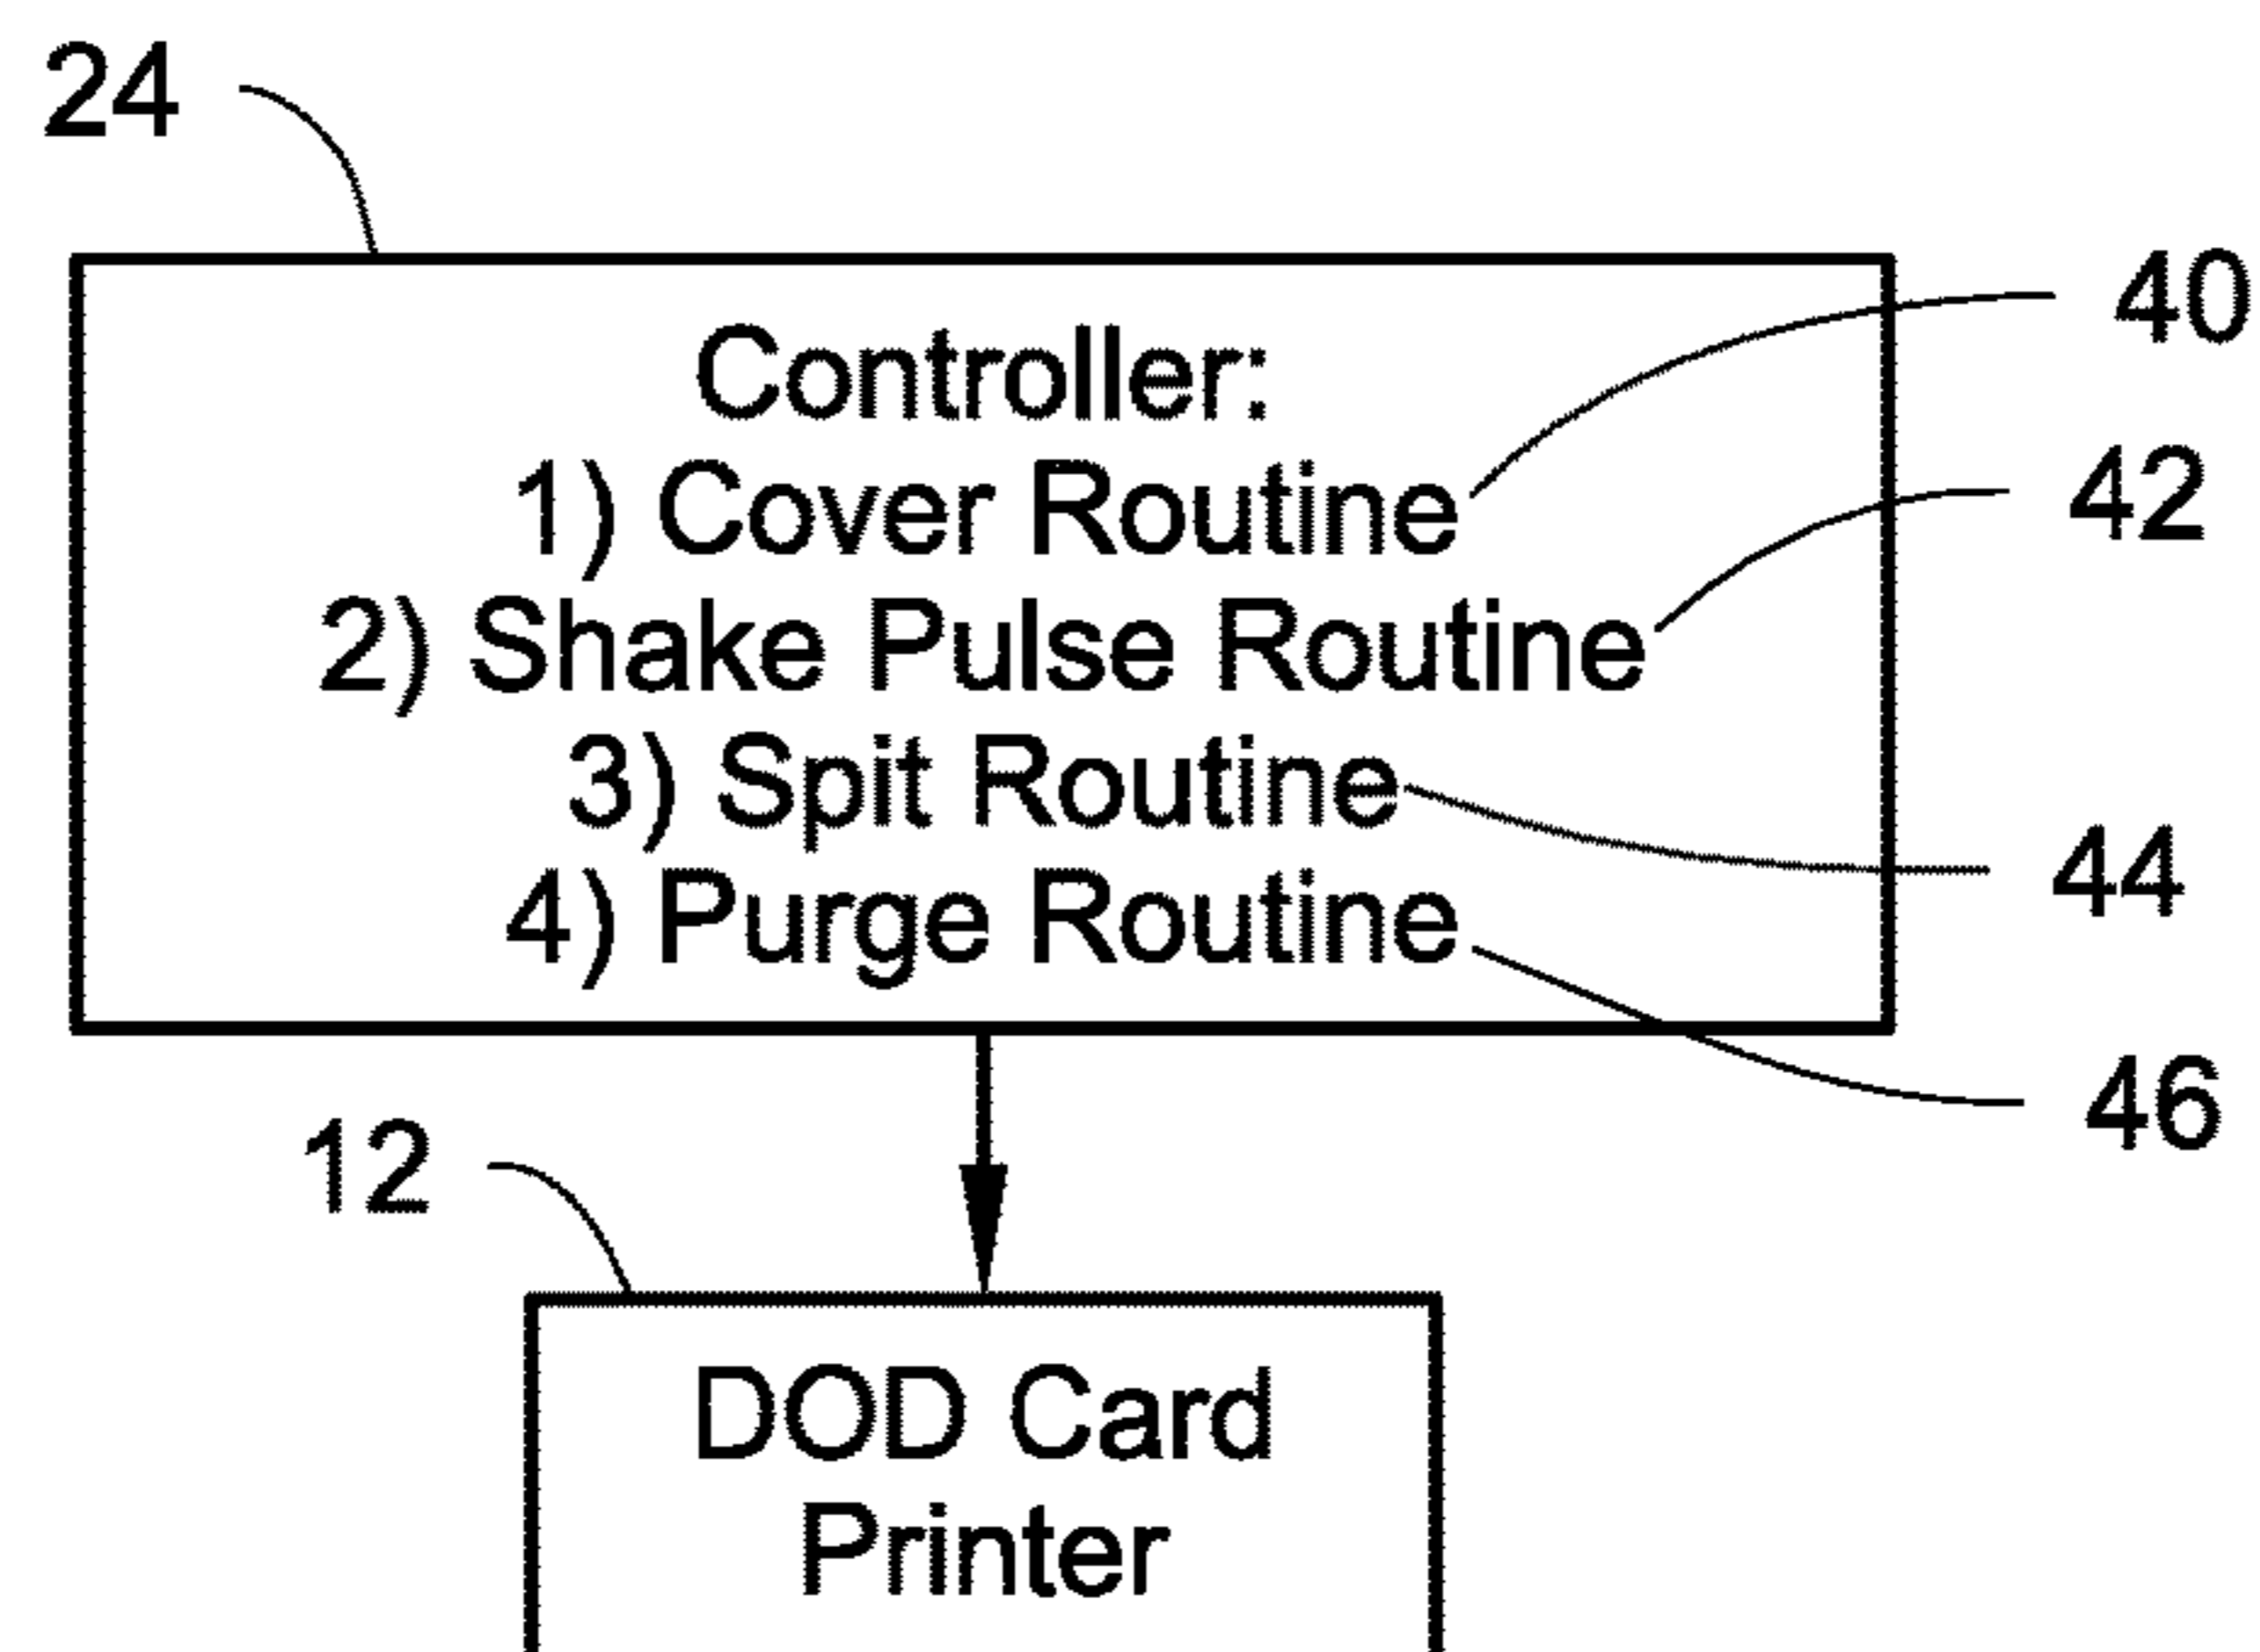 24
Controller:
1) Cover Routine
40
2) Shake Pulse Routine
42
3) Spit Routine
44
4) Purge Routine
46
12
DOD Card
Printer